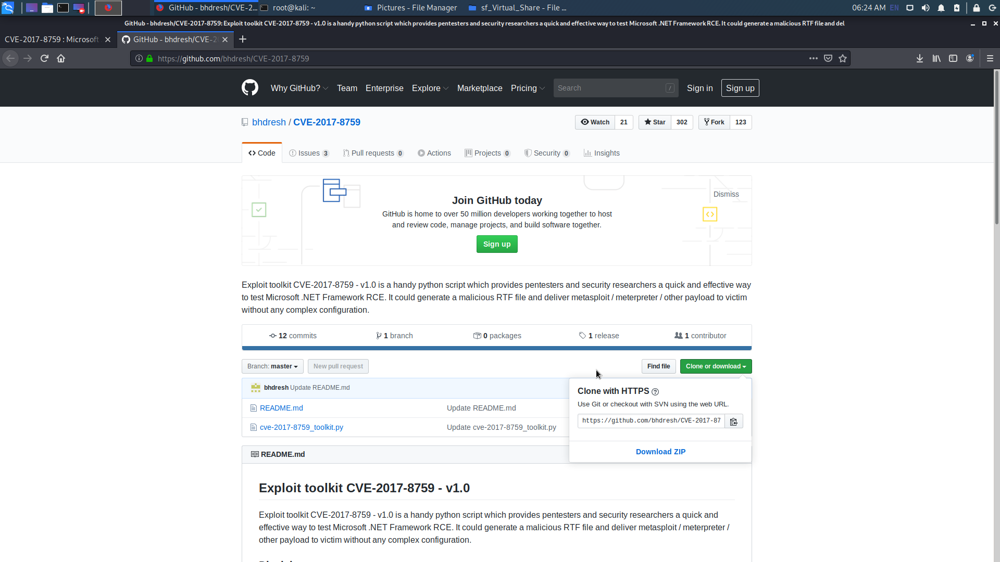 GitHub - bhdresh/CVE-2... root@kali: ~ Pictures - File Manager sf_Virtual_Share - File ... 06:24 AM EN
GitHub - bhdresh/CVE-2017-8759: Exploit toolkit CVE-2017-8759 - v1.0 is a handy python script which provides pentesters and security researchers a quick and effective way to test Microsoft .NET Framework RCE. It could generate a malicious RTF file and del
CVE-2017-8759 : Microsoft GitHub - bhdresh/CVE-2
https://github.com/bhdresh/CVE-2017-8759
Why GitHub? Team Enterprise Explore Marketplace Pricing Search / Sign in Sign up
bhdresh / CVE-2017-8759 Watch 21 Star 302 Fork 123
Code Issues 3 Pull requests 0 Actions Projects 0 Security 0 Insights
Dismiss
Join GitHub today
GitHub is home to over 50 million developers working together to host
and review code, manage projects, and build software together.
Sign up
Exploit toolkit CVE-2017-8759 - v1.0 is a handy python script which provides pentesters and security researchers a quick and effective way
to test Microsoft .NET Framework RCE. It could generate a malicious RTF file and deliver metasploit / meterpreter / other payload to victim
without any complex configuration.
12 commits 1 branch 0 packages 1 release 1 contributor
Branch: master New pull request Find file Clone or download
bhdresh Update README.md
README.md Update README.md
cve-2017-8759_toolkit.py Update cve-2017-8759_toolkit.py
Clone with HTTPS ?
Use Git or checkout with SVN using the web URL.
https://github.com/bhdresh/CVE-2017-87
Download ZIP
README.md
Exploit toolkit CVE-2017-8759 - v1.0
Exploit toolkit CVE-2017-8759 - v1.0 is a handy python script which provides pentesters and security researchers a quick and
effective way to test Microsoft .NET Framework RCE. It could generate a malicious RTF file and deliver metasploit / meterpreter /
other payload to victim without any complex configuration.